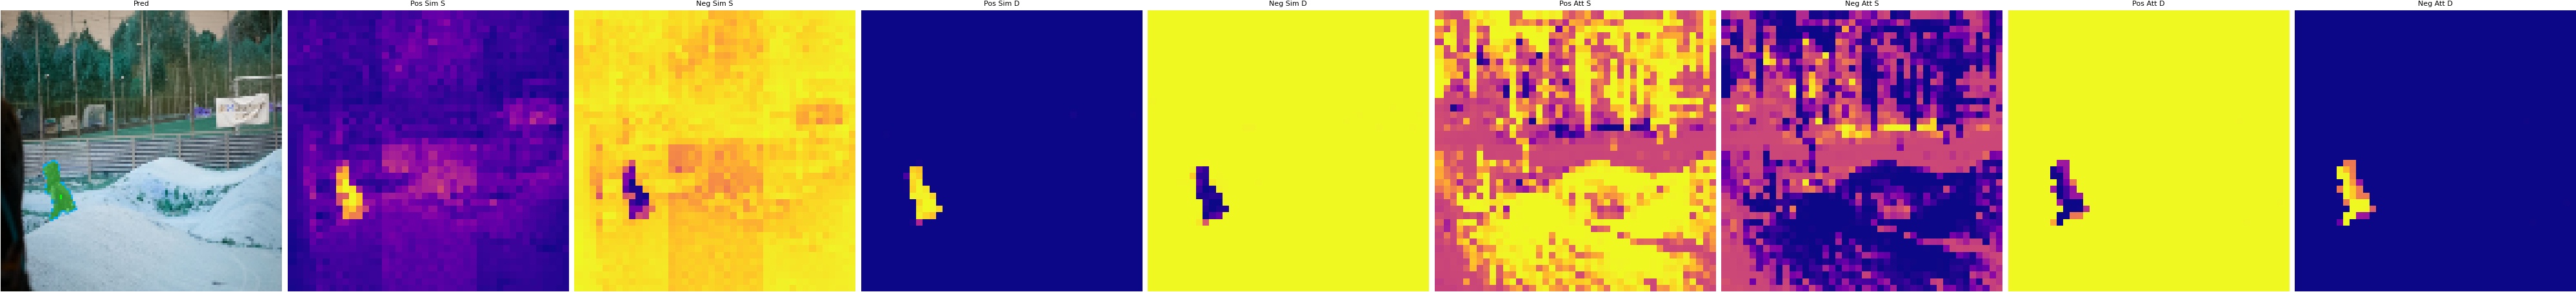 Pred
Pos Sim S
Neg Sim S
Pos Sim D
Neg Sim D
Pos Att S
Neg Att S
Pos Att D
Neg Att D